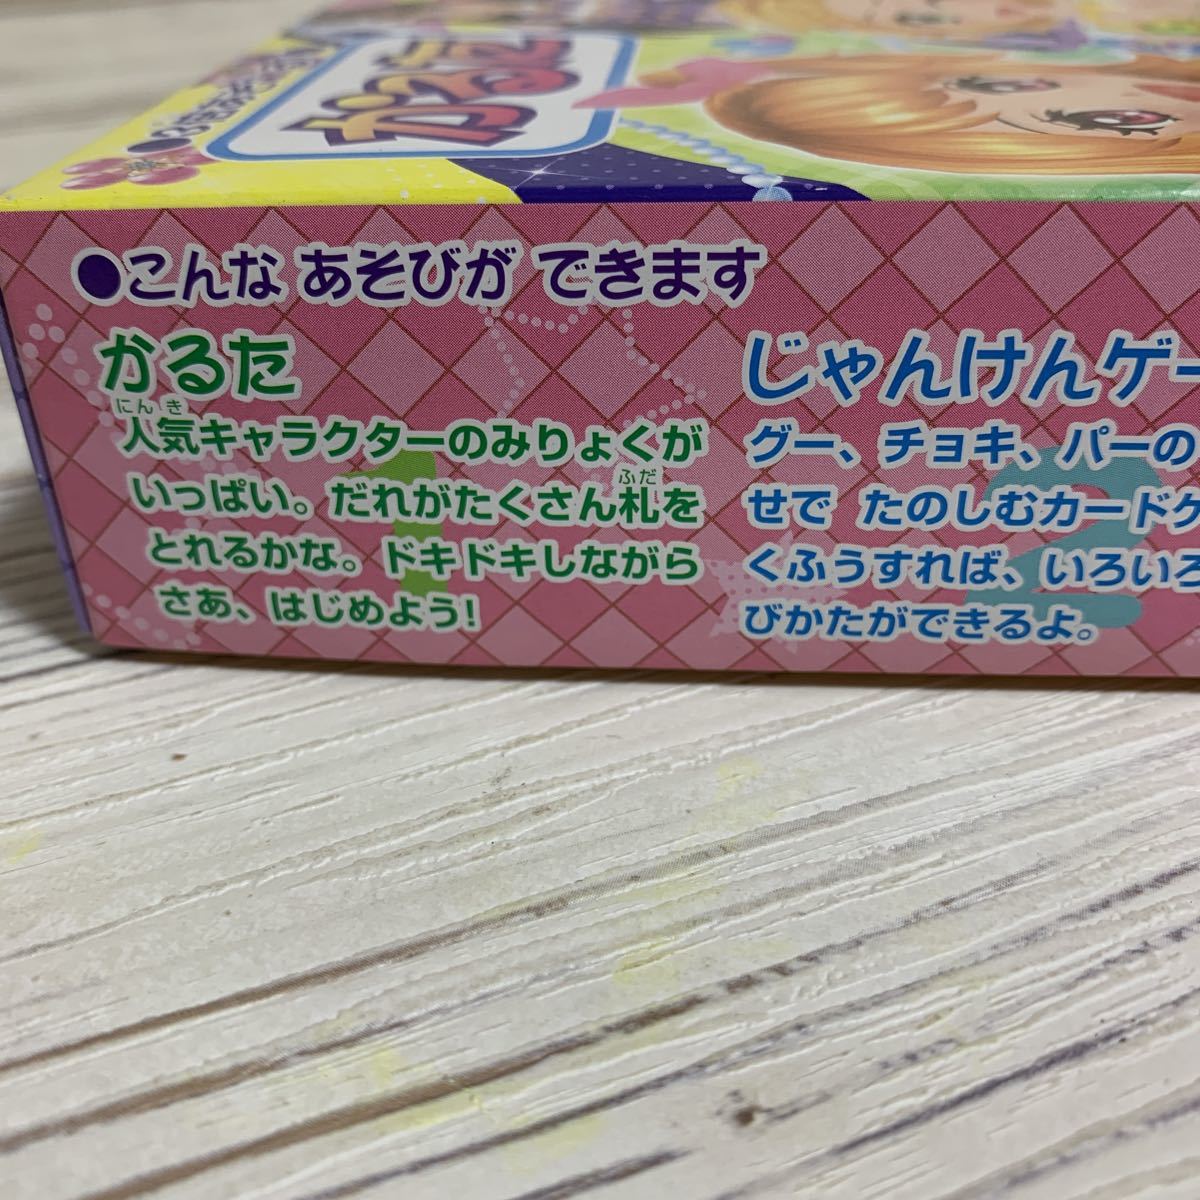 かるた
●こんな あそびが できます
かるた
にんき
人気キャラクターのみりょくが
いっぱい。だれがたくさん札を
ふだ
とれるかな。ドキドキしながら
さあ、はじめよう!
じゃんけんゲー
グー、チョキ、パーの
せで たのしむカードゲ
くふうすれば、いろいろ
びかたができるよ。
1
2